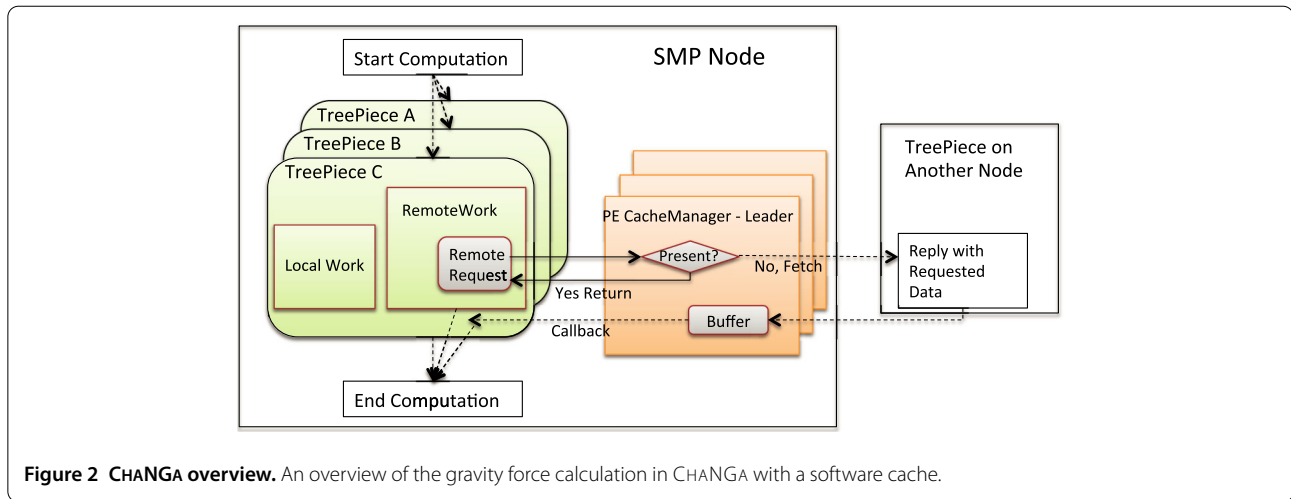 Start Computation
SMP Node
TreePiece A
TreePiece B
TreePiece C
RemoteWork
Local Work
Remote
Request
PE CacheManager - Leader
Present?
No, Fetch
Yes Return
Buffer
Callback
TreePiece on
Another Node
Reply with
Requested
Data
End Computation
Figure 2 CHANGA overview. An overview of the gravity force calculation in CHANGA with a software cache.